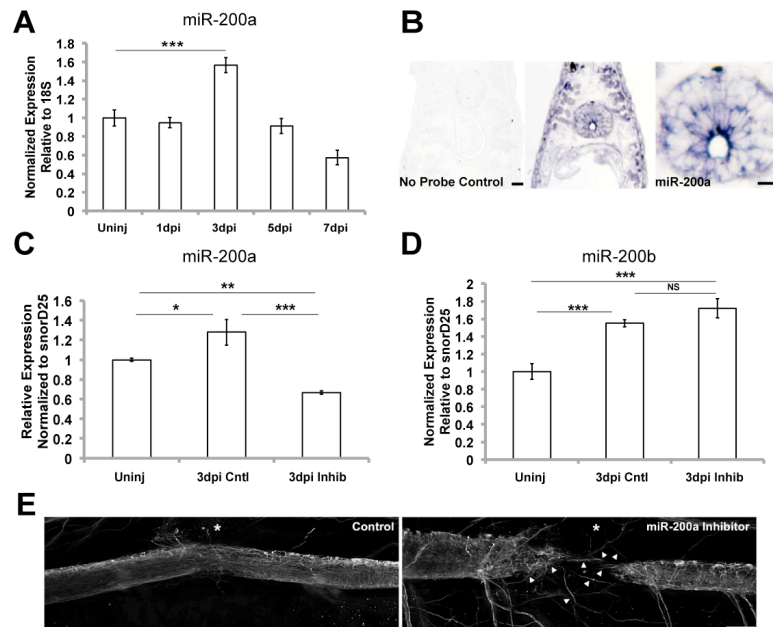 A
miR-200a
Normalized Expression
Relative to 18S
1.8
1.6
1.4
1.2
1
0.8
0.6
0.4
0.2
0
***
Uninj
1dpi
3dpi
5dpi
7dpi
B
No Probe Control
miR-200a
C
miR-200a
Relative Expression
Normalized to snorD25
1.6
1.4
1.2
1
0.8
0.6
0.4
0.2
0
**
*
***
Uninj
3dpi Cntl
3dpi Inhib
D
miR-200b
Normalized Expression
Relative to snorD25
2
1.8
1.6
1.4
1.2
1
0.8
0.6
0.4
0.2
0
***
NS
***
Uninj
3dpi Cntl
3dpi Inhib
E
*
Control
*
miR-200a Inhibitor